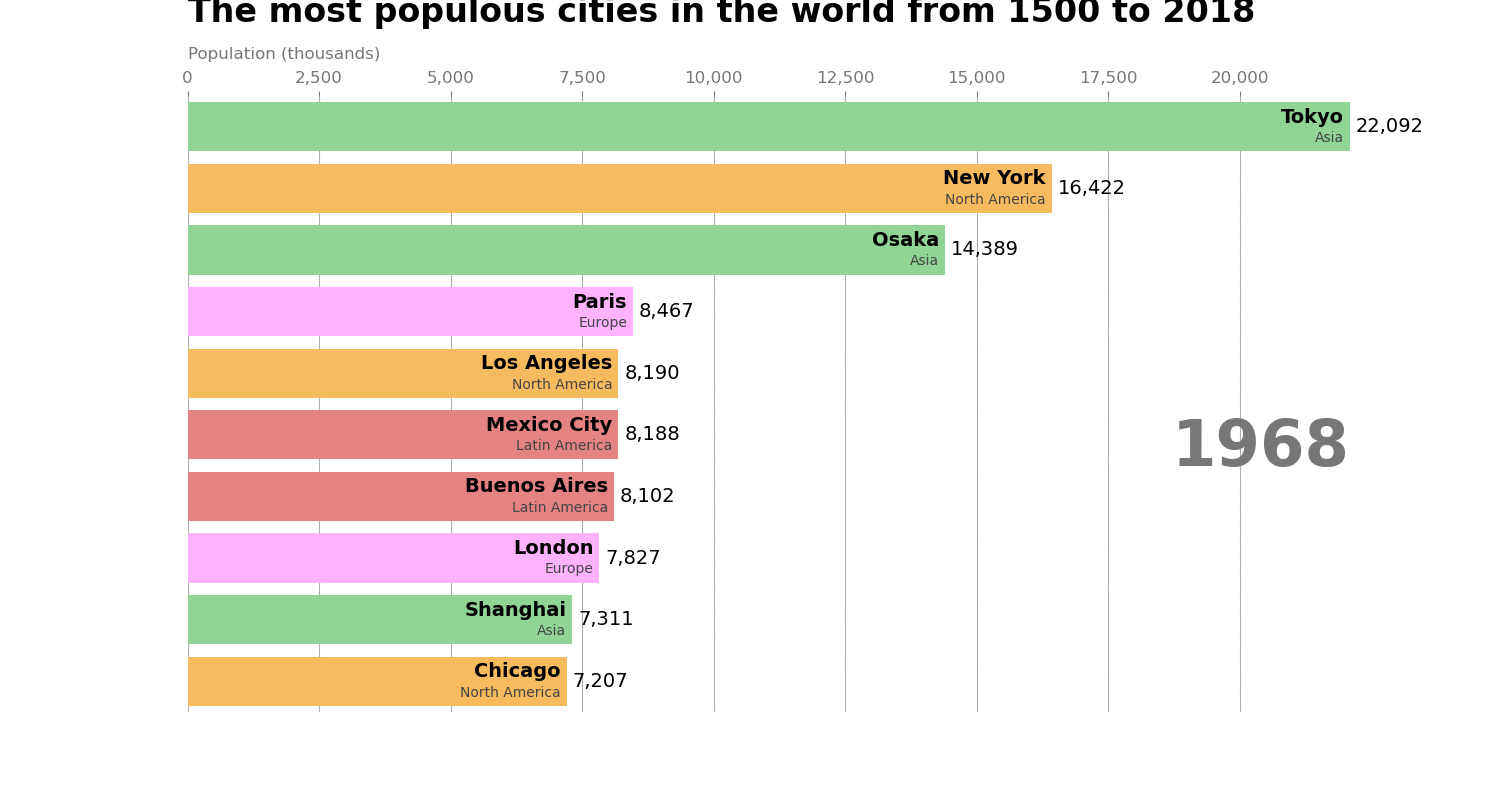 The most populous cities in the world from 1500 to 2018
Population (thousands)
0 2,500 5,000 7,500 10,000 12,500 15,000 17,500 20,000
Tokyo 22,092
Asia
New York 16,422
North America
Osaka 14,389
Asia
Paris 8,467
Europe
Los Angeles 8,190
North America
Mexico City 8,188
Latin America
1968
Buenos Aires 8,102
Latin America
London 7,827
Europe
Shanghai 7,311
Asia
Chicago 7,207
North America